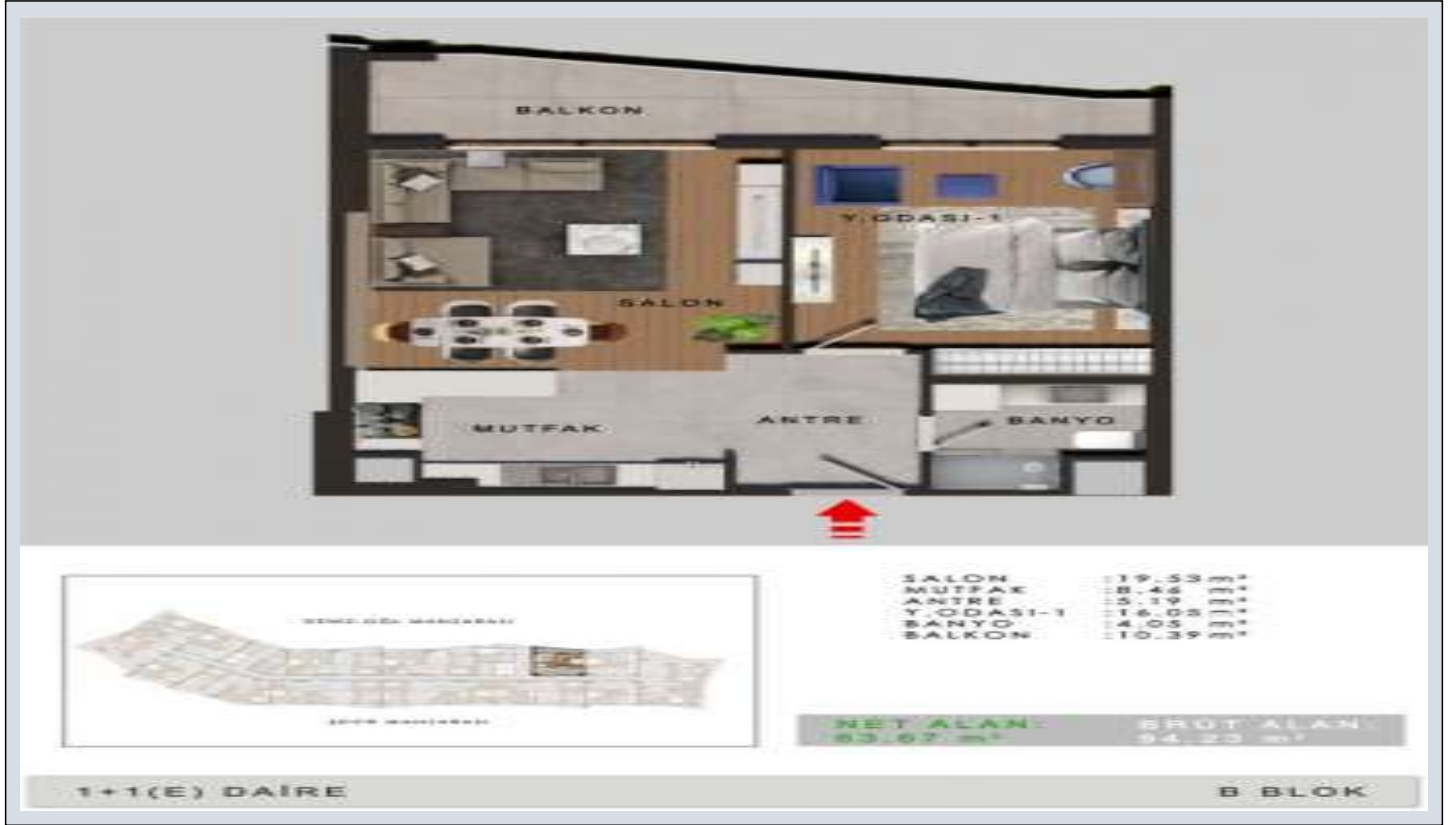 BALKON
Y.ODASI-1
SALON
MUTFAK
ANTRE
BANYO
SALON :19.53 m²
MUTFAK :8.46 m²
ANTRE :5.19 m²
Y.ODASI-1 :16.05 m²
BANYO :4.05 m²
BALKON :10.39 m²
MANZARASI
MANZARASI
NET ALAN: BRÜT ALAN:
63.67 m² 94.23 m²
1+1(E) DAİRE B BLOK